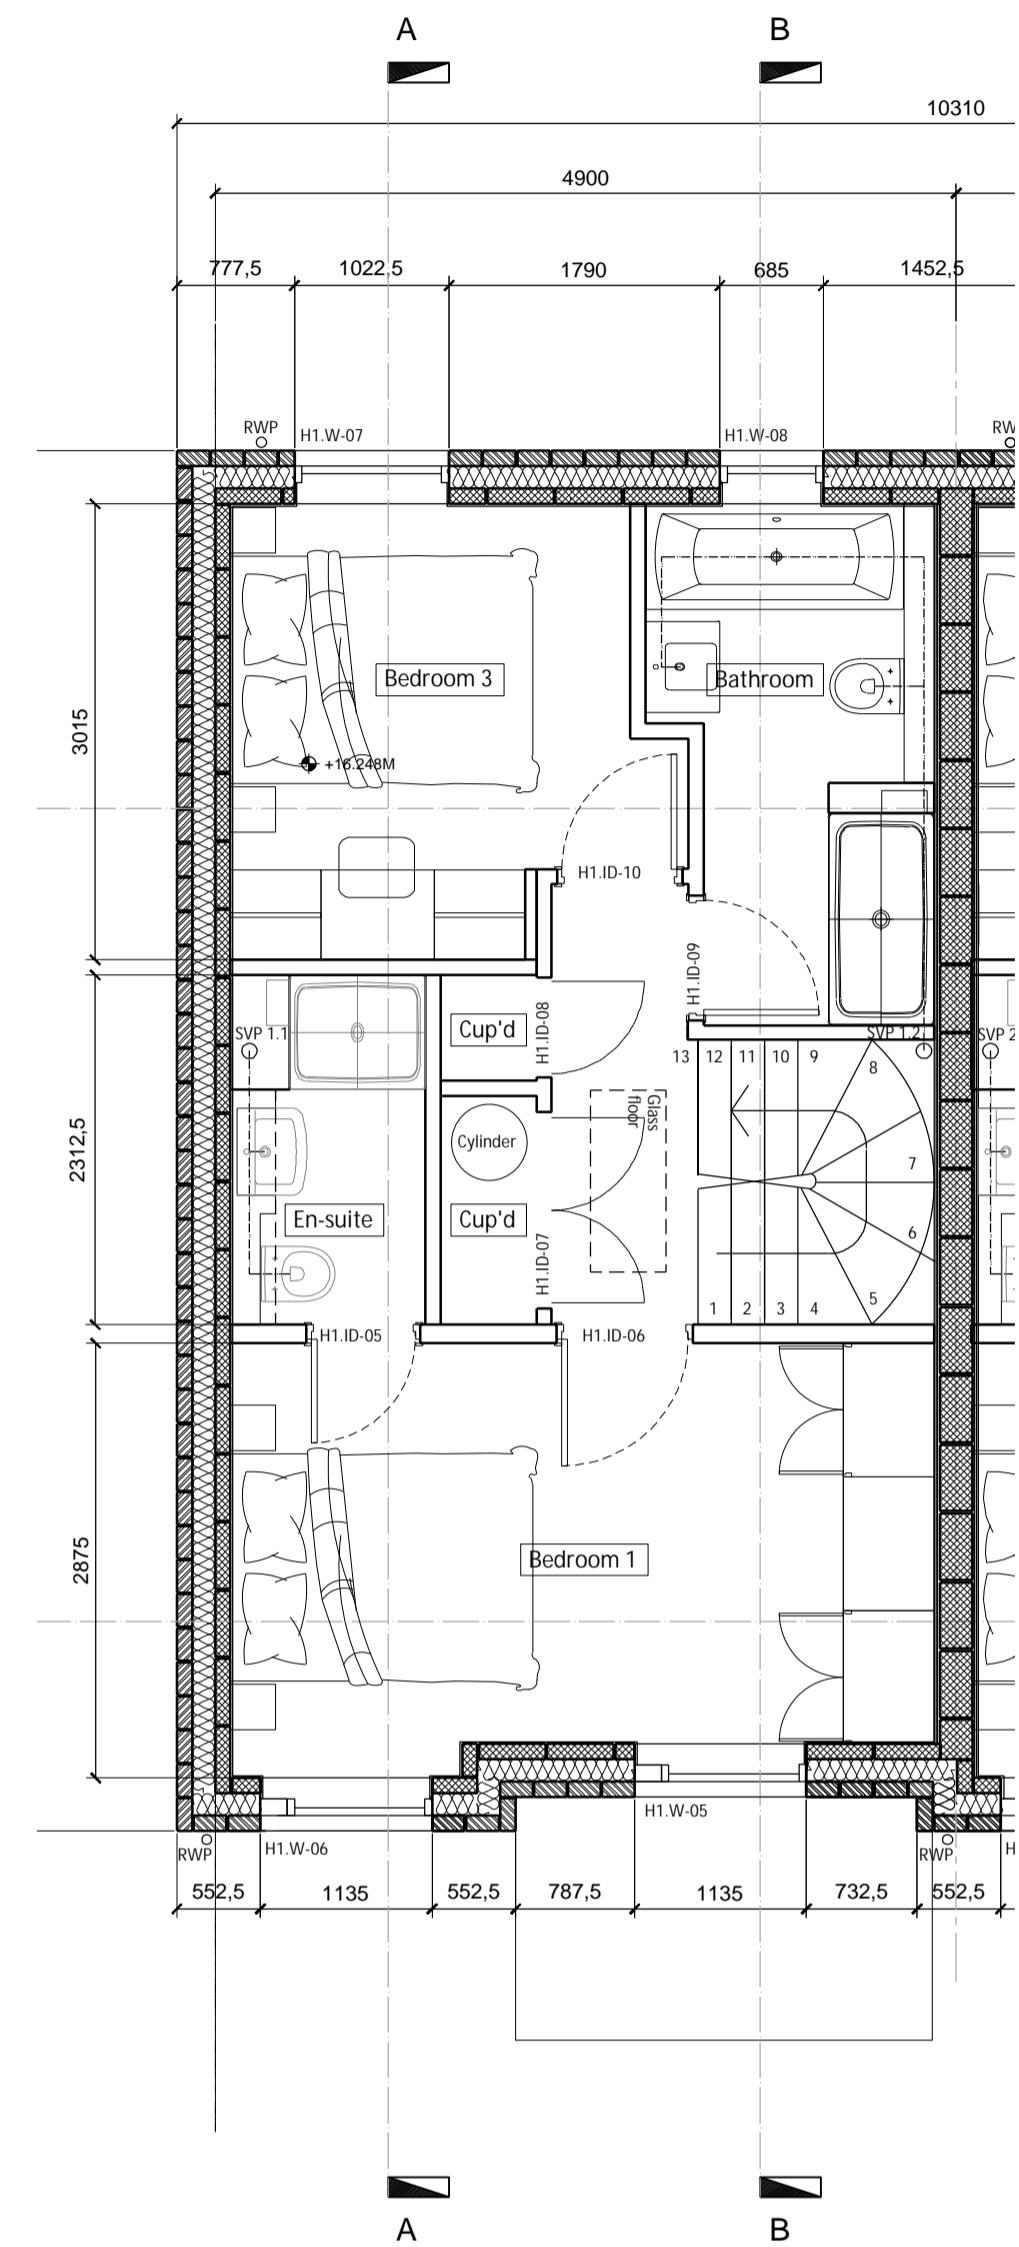 A
B
10310
4900
777,5
1022,5
1790
685
1452,5
RWP
H1.W-07
H1.W-08
RW
3015
Bedroom 3
Bathroom
+16.248M
H1.ID-10
H1.ID-09
SVP 1.1
Cup'd
H1.ID-08
SVP 1.2
SVP 2
13
12
11
10
9
8
Glass
floor
2312,5
Cylinder
7
En-suite
Cup'd
H1.ID-07
6
1
2
3
4
5
H1.ID-05
H1.ID-06
2875
Bedroom 1
H1.W-05
RWP
H1.W-06
RWP
H
552,5
1135
552,5
787,5
1135
732,5
552,5
A
B